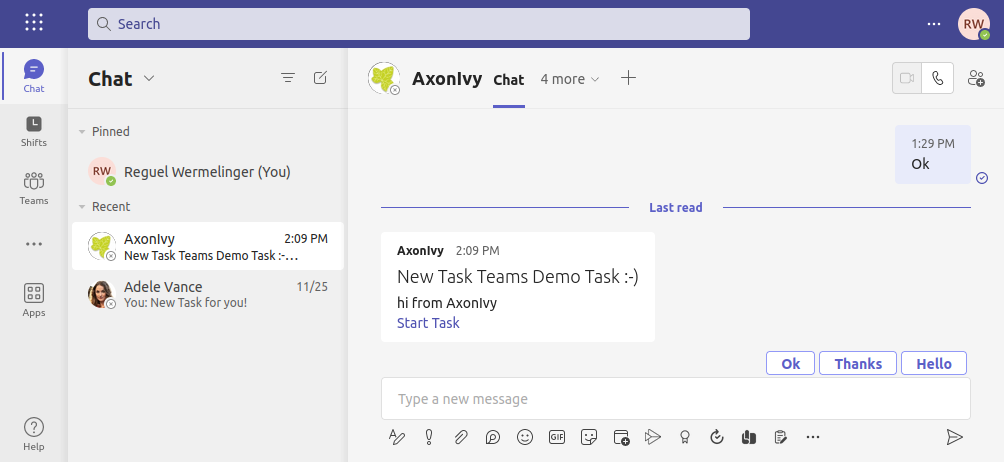 Search
RW
Chat
Shifts
Teams
Apps
Help
Chat
Pinned
RW
Reguel Wermelinger (You)
Recent
AxonIvy 2:09 PM
New Task Teams Demo Task :-...
Adele Vance 11/25
You: New Task for you!
AxonIvy Chat 4 more
1:29 PM
Ok
Last read
AxonIvy 2:09 PM
New Task Teams Demo Task :-)
hi from AxonIvy
Start Task
Ok Thanks Hello
Type a new message
GIF